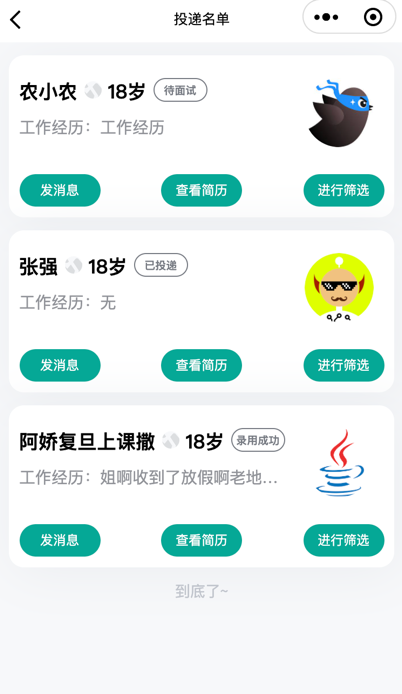 投递名单
农小农 18岁 待面试
工作经历：工作经历
发消息 查看简历 进行筛选
张强 18岁 已投递
工作经历：无
发消息 查看简历 进行筛选
阿娇复旦上课撒 18岁 录用成功
工作经历：姐啊收到了放假啊老地...
发消息 查看简历 进行筛选
到底了~